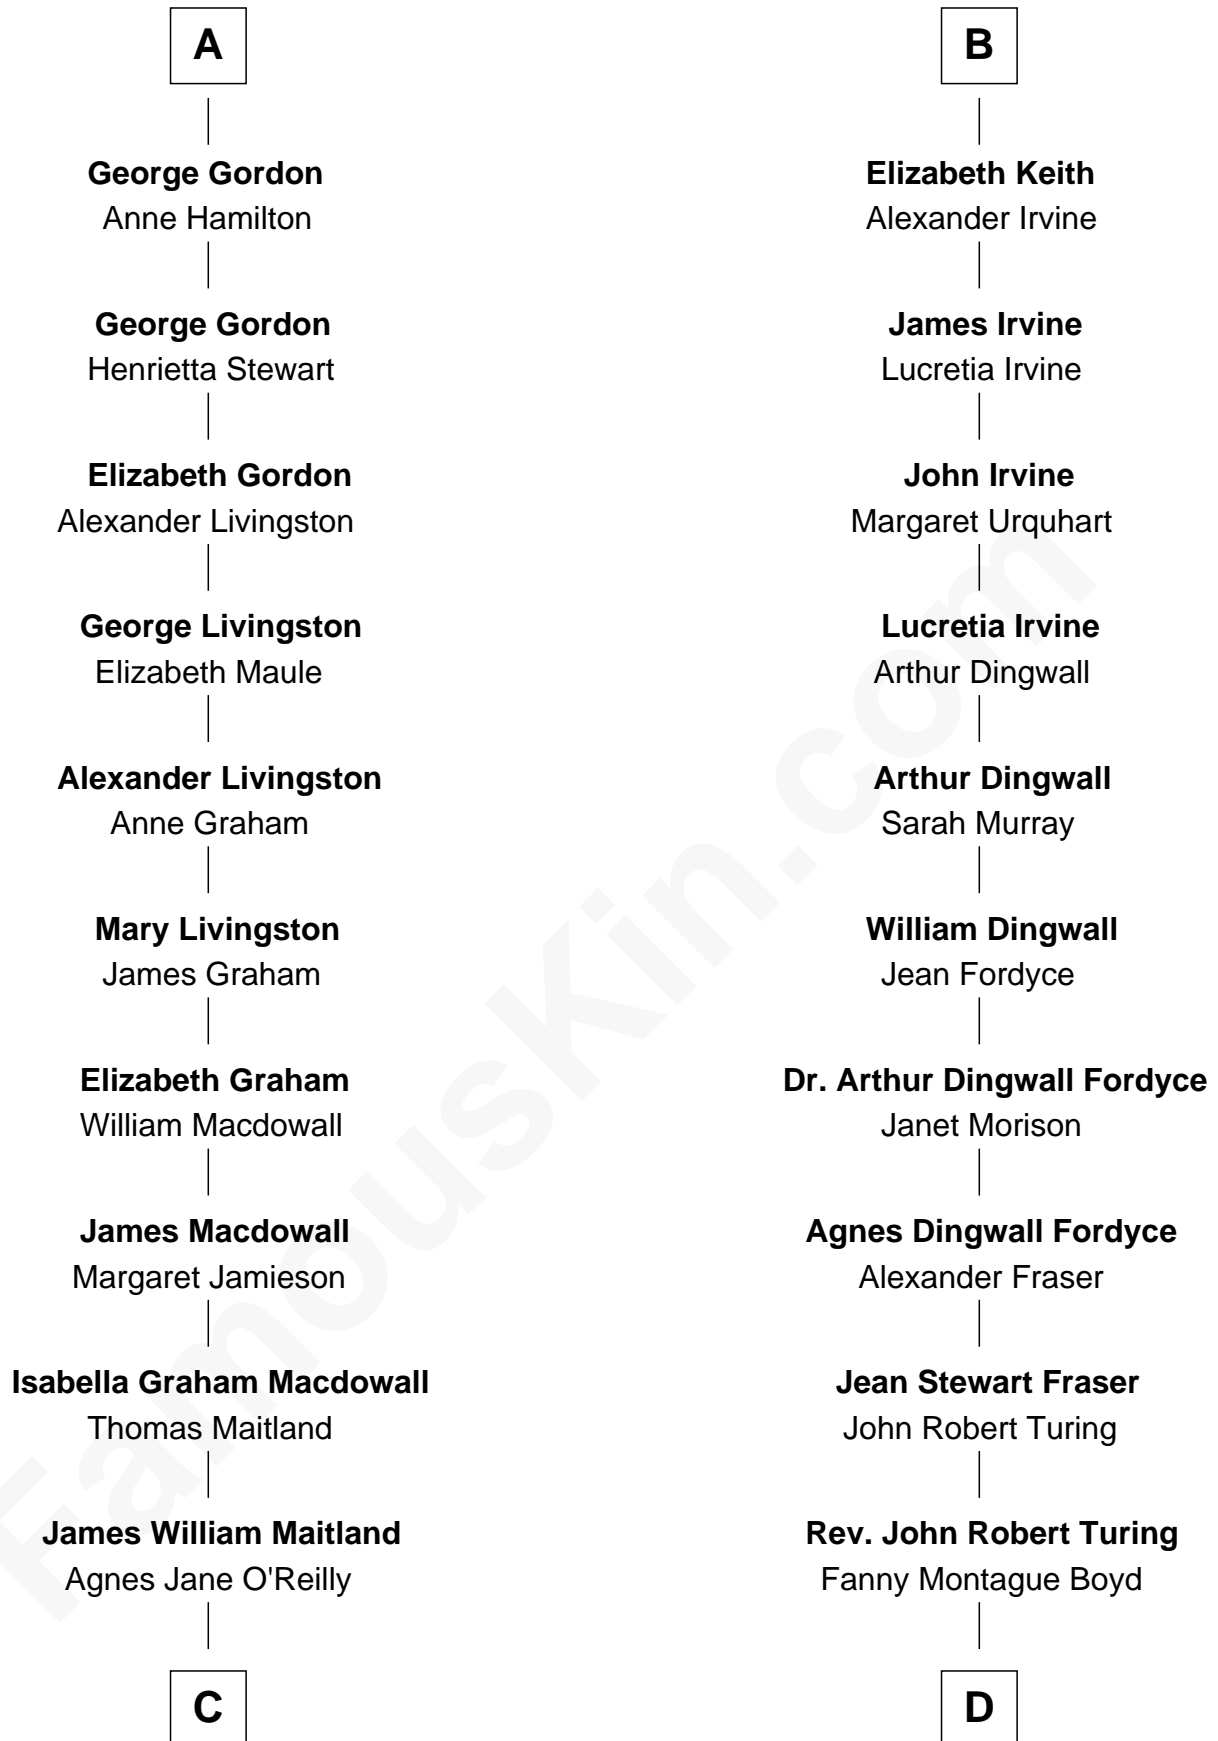 A
George Gordon
Anne Hamilton
George Gordon
Henrietta Stewart
Elizabeth Gordon
Alexander Livingston
George Livingston
Elizabeth Maule
Alexander Livingston
Anne Graham
Mary Livingston
James Graham
Elizabeth Graham
William Macdowall
James Macdowall
Margaret Jamieson
Isabella Graham Macdowall
Thomas Maitland
James William Maitland
Agnes Jane O'Reilly
C
B
Elizabeth Keith
Alexander Irvine
James Irvine
Lucretia Irvine
John Irvine
Margaret Urquhart
Lucretia Irvine
Arthur Dingwall
Arthur Dingwall
Sarah Murray
William Dingwall
Jean Fordyce
Dr. Arthur Dingwall Fordyce
Janet Morison
Agnes Dingwall Fordyce
Alexander Fraser
Jean Stewart Fraser
John Robert Turing
Rev. John Robert Turing
Fanny Montague Boyd
D
FamousKin.com